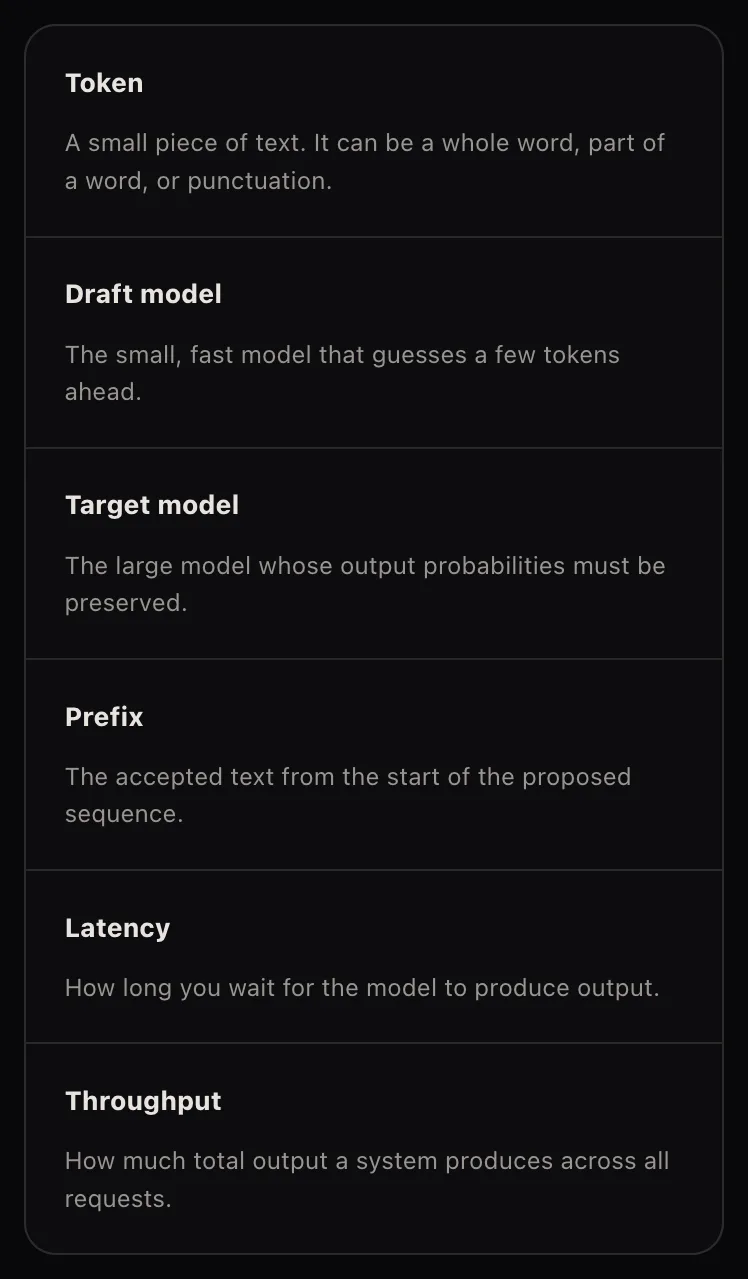 Token
A small piece of text. It can be a whole word, part of
a word, or punctuation.
Draft model
The small, fast model that guesses a few tokens
ahead.
Target model
The large model whose output probabilities must be
preserved.
Prefix
The accepted text from the start of the proposed
sequence.
Latency
How long you wait for the model to produce output.
Throughput
How much total output a system produces across all
requests.